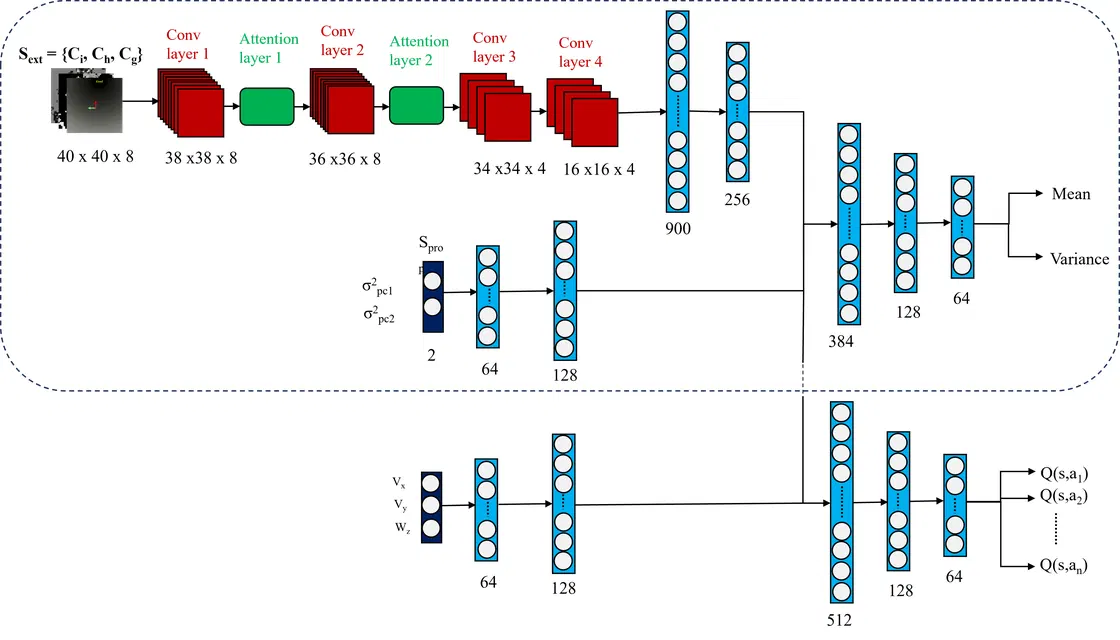 S_ext = {C_i, C_h, C_g}
Conv
layer 1
Attention
layer 1
Conv
layer 2
Attention
layer 2
Conv
layer 3
Conv
layer 4
40 x 40 x 8
38 x38 x 8
36 x36 x 8
34 x34 x 4
16 x16 x 4
900
256
S_pro
σ²_pc1
σ²_pc2
2
64
128
384
128
64
Mean
Variance
V_x
V_y
W_z
64
128
512
128
64
Q(s,a_1)
Q(s,a_2)
Q(s,a_n)